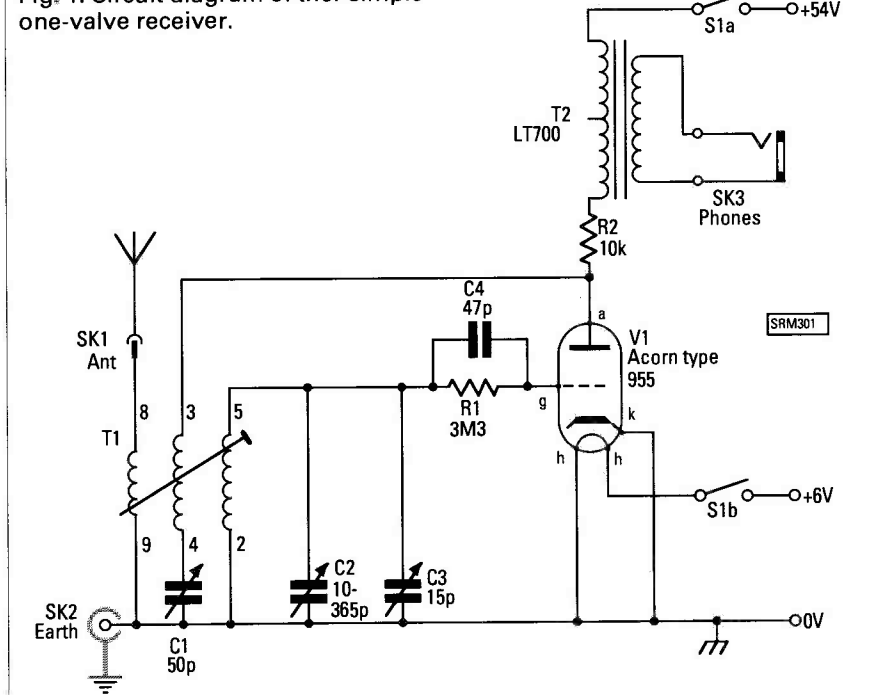 one-valve receiver.
S1a
+54V
T2
LT700
SK3
Phones
R2
10k
C4
47p
a
V1
Acorn type
955
SRM301
SK1
Ant
R1
3M3
g
k
h
h
8
3
5
T1
S1b
+6V
9
4
2
C2
10-
365p
C3
15p
SK2
Earth
C1
50p
0V